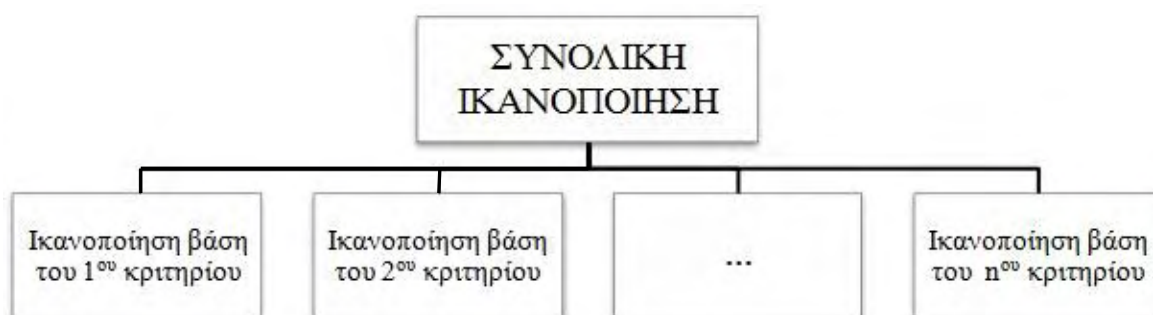 ΣΥΝΟΛΙΚΗ
ΙΚΑΝΟΠΟΙΗΣΗ
Ικανοποίηση βάση
του 1ου κριτηρίου
Ικανοποίηση βάση
του 2ου κριτηρίου
...
Ικανοποίηση βάση
του nου κριτηρίου